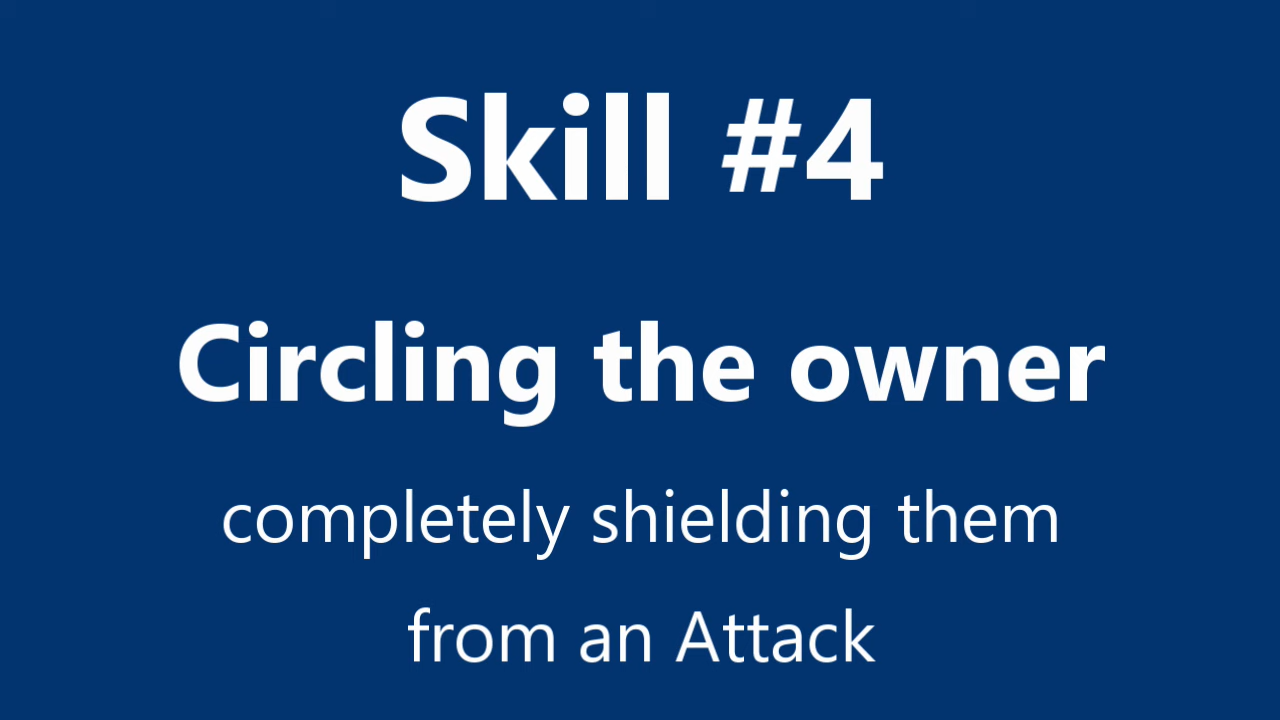 Skill #4
Circling the owner
completely shielding them
from an Attack